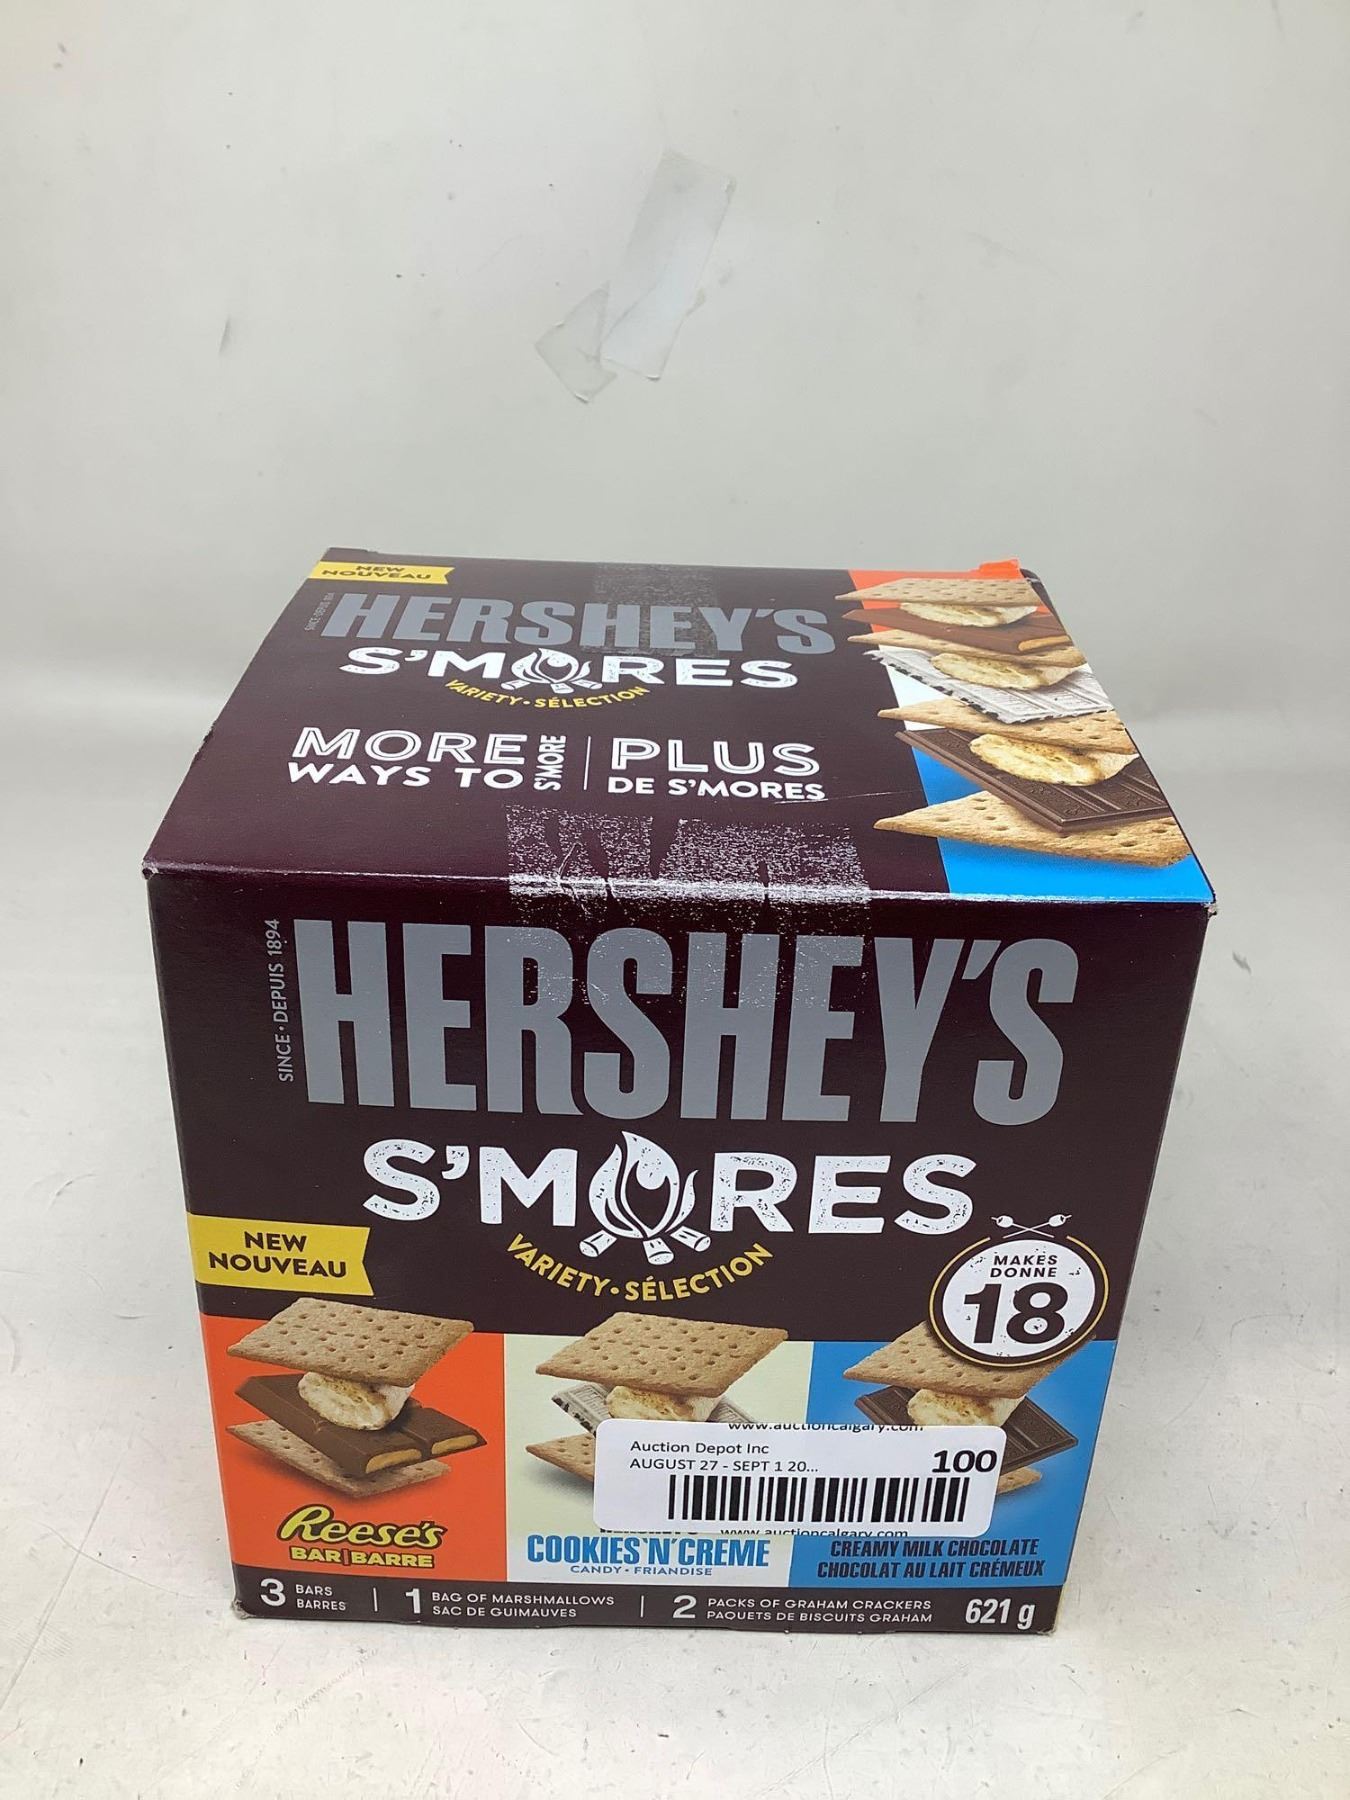 NEW
NOUVEAU
HERSHEY'S
S'MORES
VARIETY • SÉLECTION
MORE
WAYS TO
S'MORE
PLUS
DE S'MORES
SINCE • DEPUIS 1894
HERSHEY'S
S'MORES
VARIETY • SÉLECTION
NEW
NOUVEAU
MAKES
DONNE
18
www.auctioncalgary.com
Auction Depot Inc
AUGUST 27 - SEPT 1 20...
100
www.auctioncalgary.com
Reese's
BAR | BARRE
COOKIES 'N' CREME
CANDY • FRIANDISE
CREAMY MILK CHOCOLATE
CHOCOLAT AU LAIT CRÉMEUX
3 BARS
BARRES
1 BAG OF MARSHMALLOWS
SAC DE GUIMAUVES
2 PACKS OF GRAHAM CRACKERS
PAQUETS DE BISCUITS GRAHAM
621 g